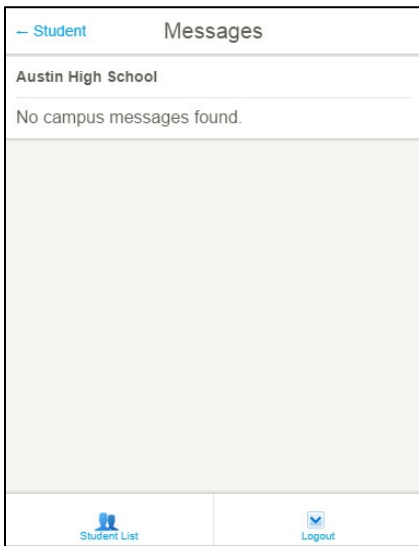 ← Student Messages
Austin High School
No campus messages found.
Student List Logout